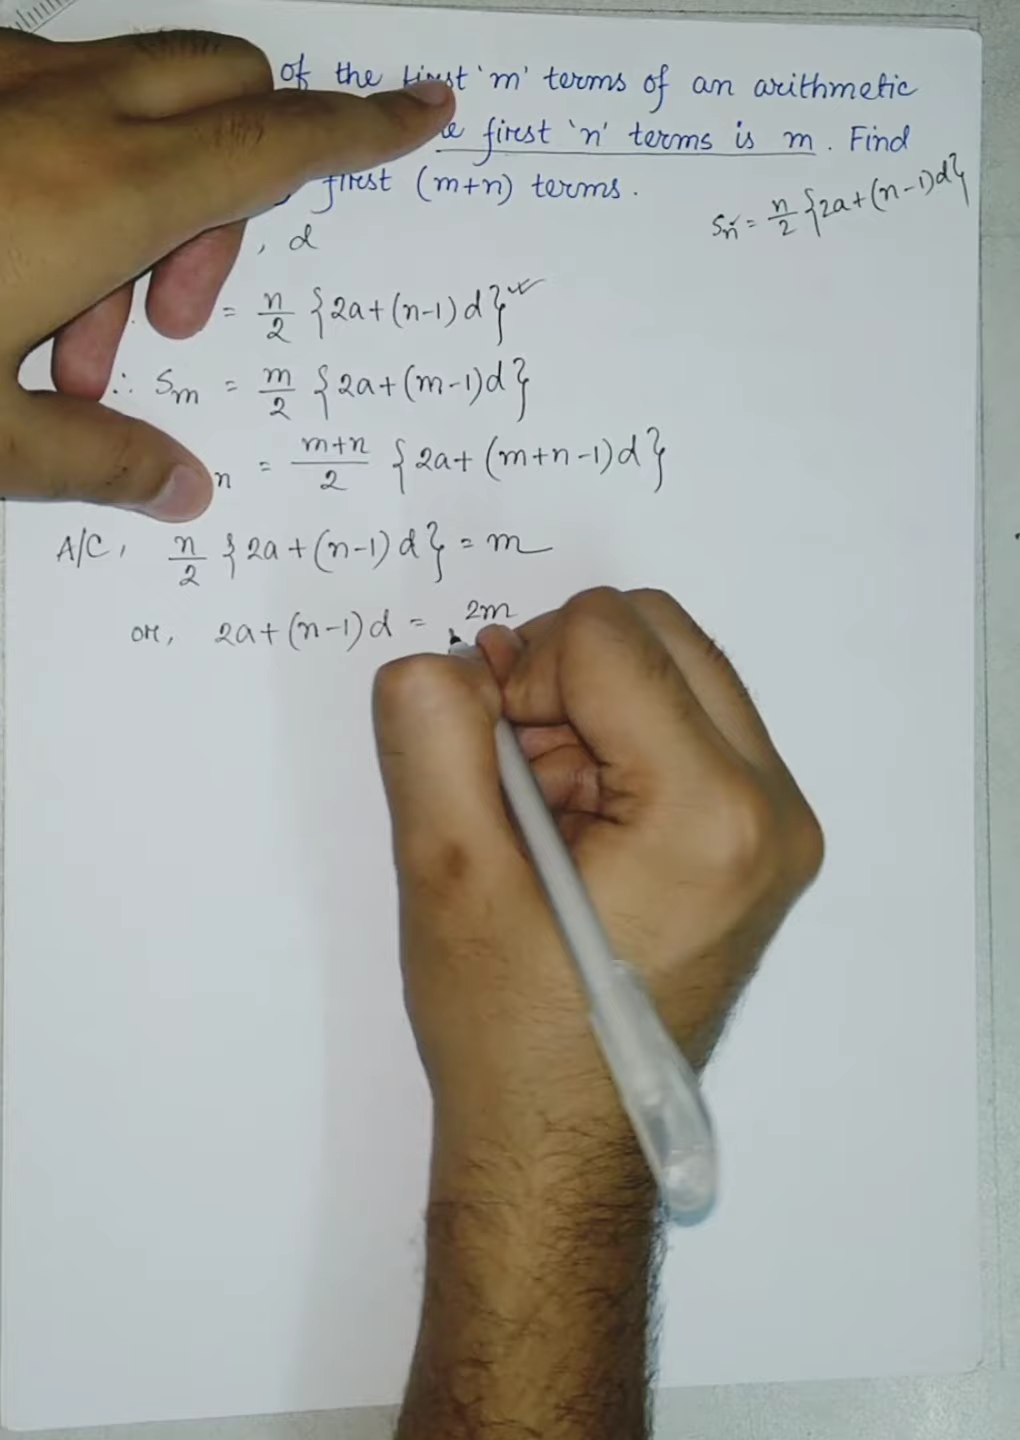 of the first 'm' terms of an arithmetic
first 'n' terms is m. Find
first (m+n) terms.
Sn = n/2 {2a+(n-1)d}
, d
= n/2 {2a+(n-1)d}
∴ Sm = m/2 {2a+(m-1)d}
n = m+n/2 {2a+(m+n-1)d}
A/C, n/2 {2a+(n-1)d} = m
or, 2a+(n-1)d = 2m